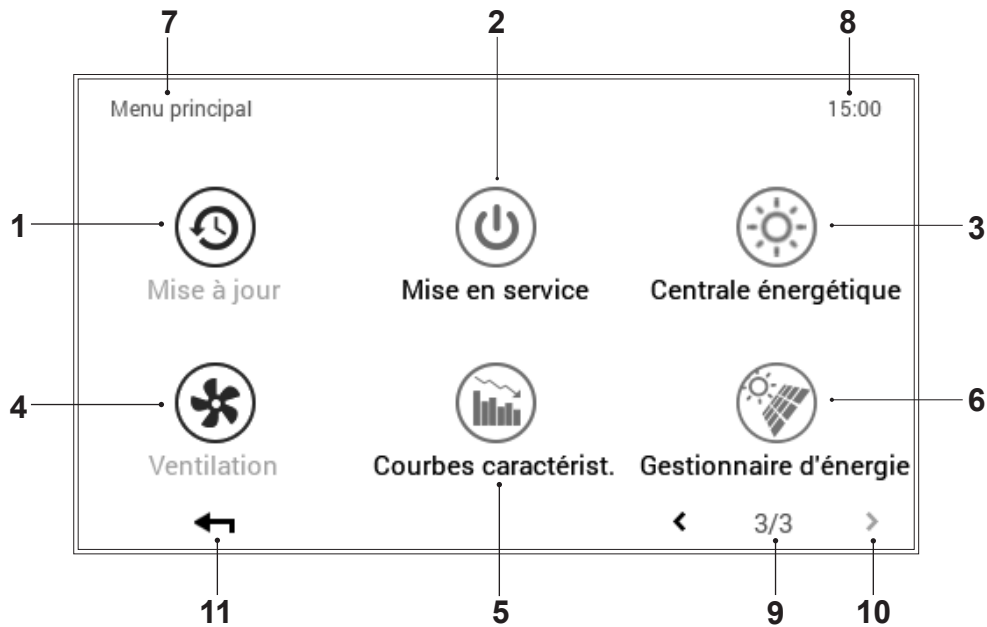 7 2 8
Menu principal 15:00
1 3
Mise à jour Mise en service Centrale énergétique
4 6
Ventilation Courbes caractérist. Gestionnaire d'énergie
3/3
11 5 9 10